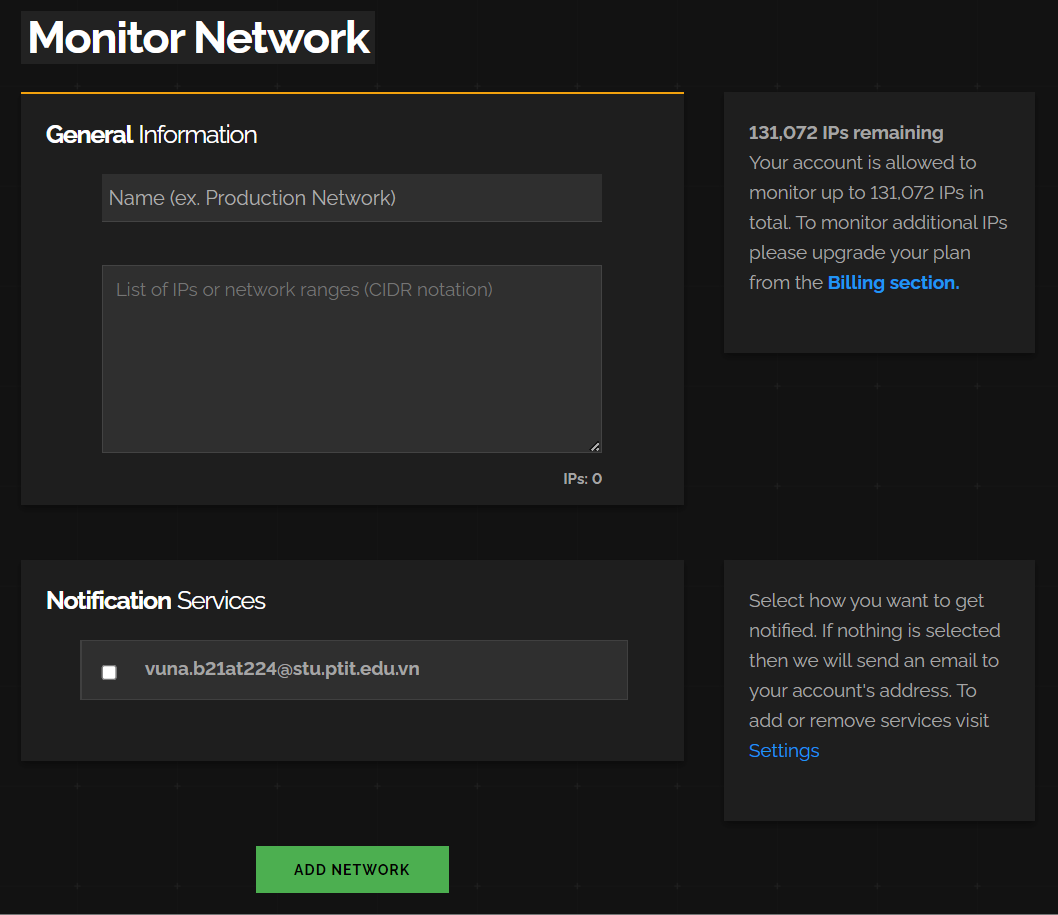 Monitor Network
General Information
Name (ex. Production Network)
List of IPs or network ranges (CIDR notation)
IPs: 0
131,072 IPs remaining
Your account is allowed to
monitor up to 131,072 IPs in
total. To monitor additional IPs
please upgrade your plan
from the Billing section.
Notification Services
vuna.b21at224@stu.ptit.edu.vn
Select how you want to get
notified. If nothing is selected
then we will send an email to
your account's address. To
add or remove services visit
Settings
ADD NETWORK